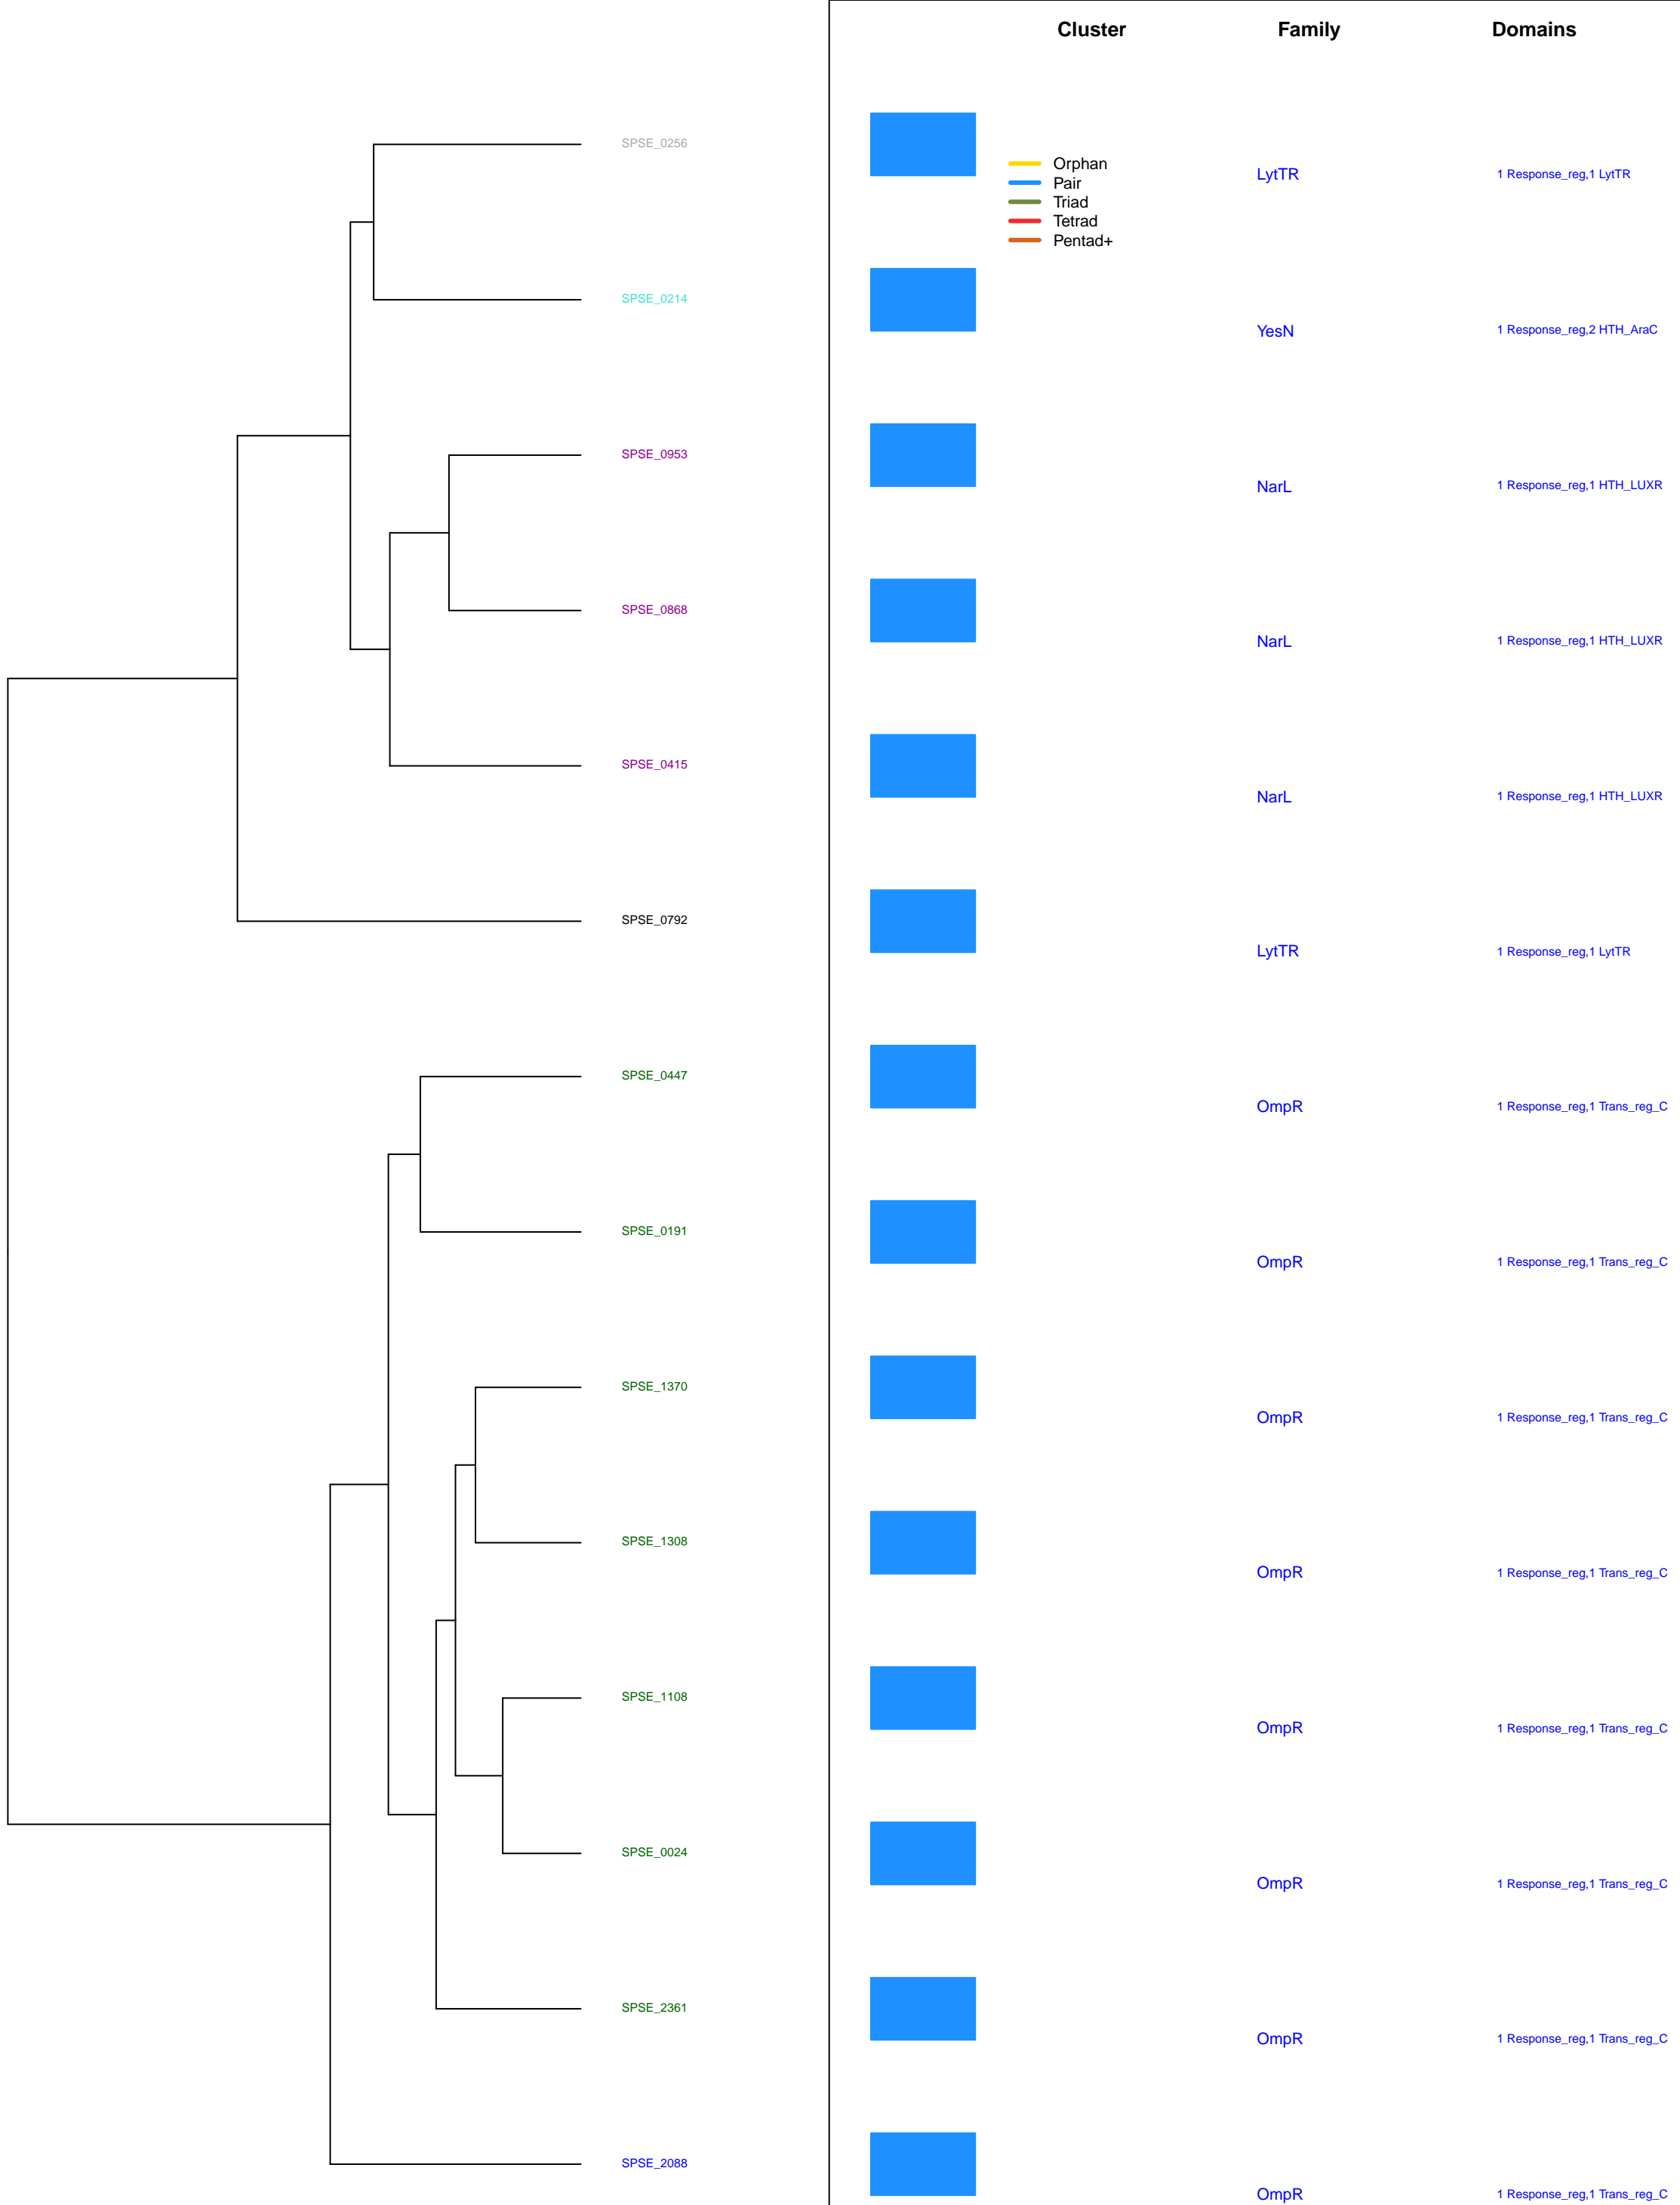 Cluster Family Domains
SPSE_0256
Orphan
Pair
Triad
Tetrad
Pentad+
LytTR 1 Response_reg,1 LytTR
SPSE_0214
YesN 1 Response_reg,2 HTH_AraC
SPSE_0953
NarL 1 Response_reg,1 HTH_LUXR
SPSE_0868
NarL 1 Response_reg,1 HTH_LUXR
SPSE_0415
NarL 1 Response_reg,1 HTH_LUXR
SPSE_0792
LytTR 1 Response_reg,1 LytTR
SPSE_0447
OmpR 1 Response_reg,1 Trans_reg_C
SPSE_0191
OmpR 1 Response_reg,1 Trans_reg_C
SPSE_1370
OmpR 1 Response_reg,1 Trans_reg_C
SPSE_1308
OmpR 1 Response_reg,1 Trans_reg_C
SPSE_1108
OmpR 1 Response_reg,1 Trans_reg_C
SPSE_0024
OmpR 1 Response_reg,1 Trans_reg_C
SPSE_2361
OmpR 1 Response_reg,1 Trans_reg_C
SPSE_2088
OmpR 1 Response_reg,1 Trans_reg_C